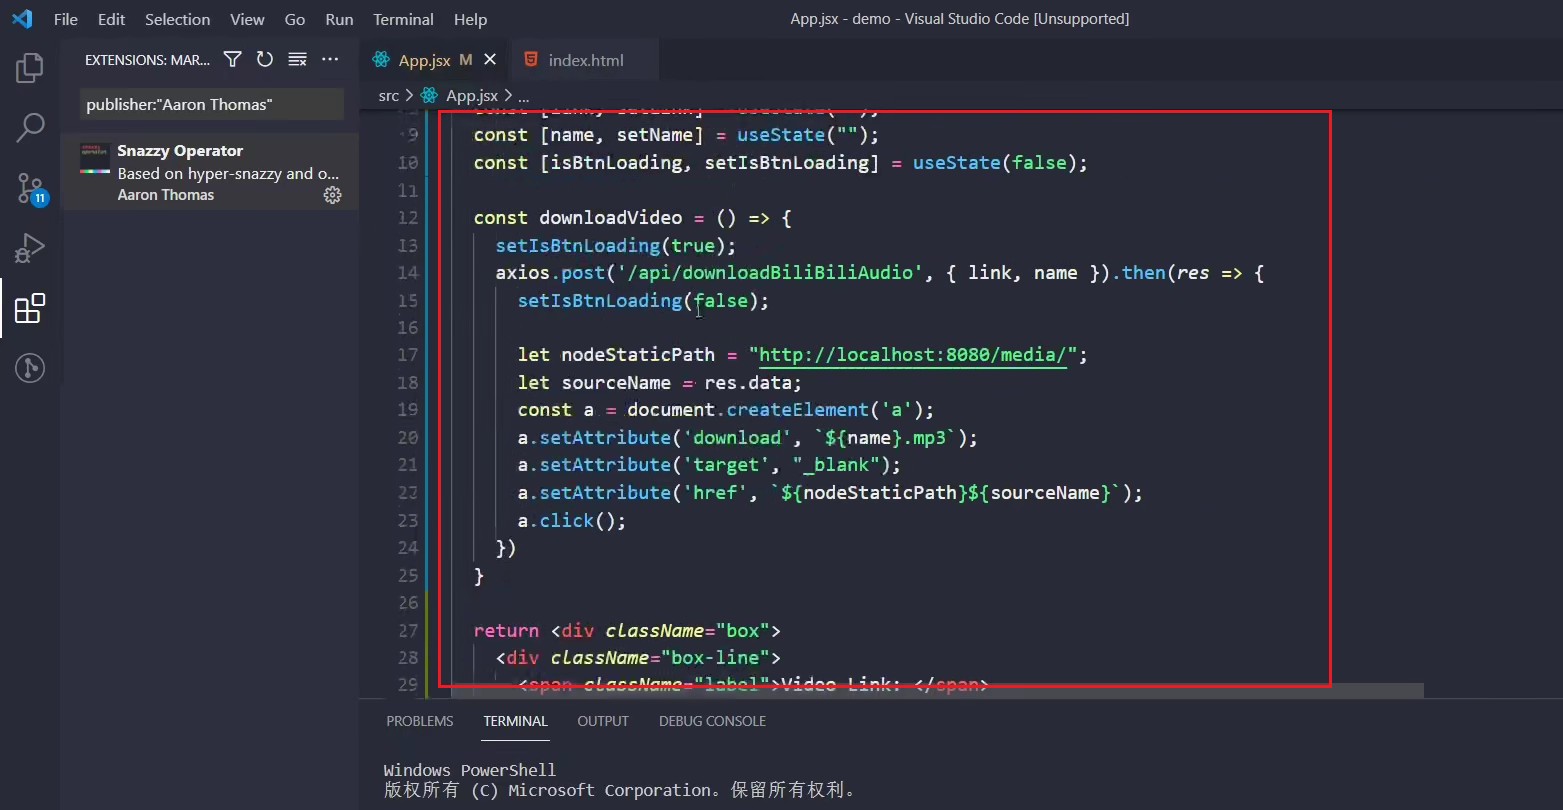 File Edit Selection View Go Run Terminal Help
App.jsx - demo - Visual Studio Code [Unsupported]
EXTENSIONS: MAR...
App.jsx M
index.html
publisher:"Aaron Thomas"
src > App.jsx > ...
Snazzy Operator
Based on hyper-snazzy and o...
Aaron Thomas
11
9 const [name, setName] = useState("");
10 const [isBtnLoading, setIsBtnLoading] = useState(false);
11
12 const downloadVideo = () => {
13 setIsBtnLoading(true);
14 axios.post('/api/downloadBiliBiliAudio', { link, name }).then(res => {
15 setIsBtnLoading(false);
16
17 let nodeStaticPath = "http://localhost:8080/media/";
18 let sourceName = res.data;
19 const a = document.createElement('a');
20 a.setAttribute('download', `${name}.mp3`);
21 a.setAttribute('target', "_blank");
22 a.setAttribute('href', `${nodeStaticPath}${sourceName}`);
23 a.click();
24 })
25 }
26
27 return <div className="box">
28 <div className="box-line">
29 <span className="label">Video Link: </span>
PROBLEMS TERMINAL OUTPUT DEBUG CONSOLE
Windows PowerShell
版权所有 (C) Microsoft Corporation。保留所有权利。